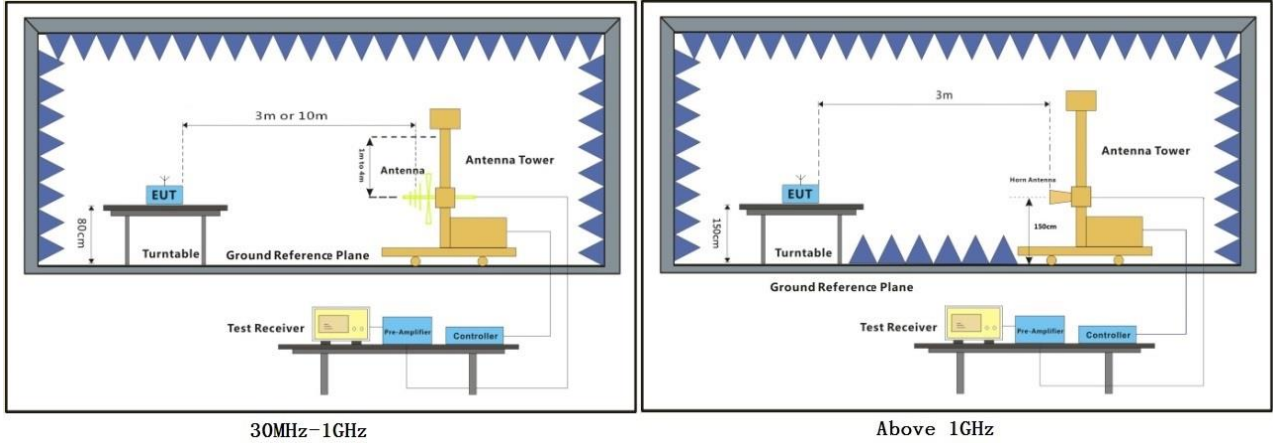 3m or 10m
1m to 4m
Antenna
Antenna Tower
EUT
80cm
Turntable
Ground Reference Plane
Test Receiver
Pre-Amplifier
Controller
30MHz-1GHz
3m
Antenna Tower
Horn Antenna
EUT
150cm
150cm
Turntable
Ground Reference Plane
Test Receiver
Pre-Amplifier
Controller
Above 1GHz